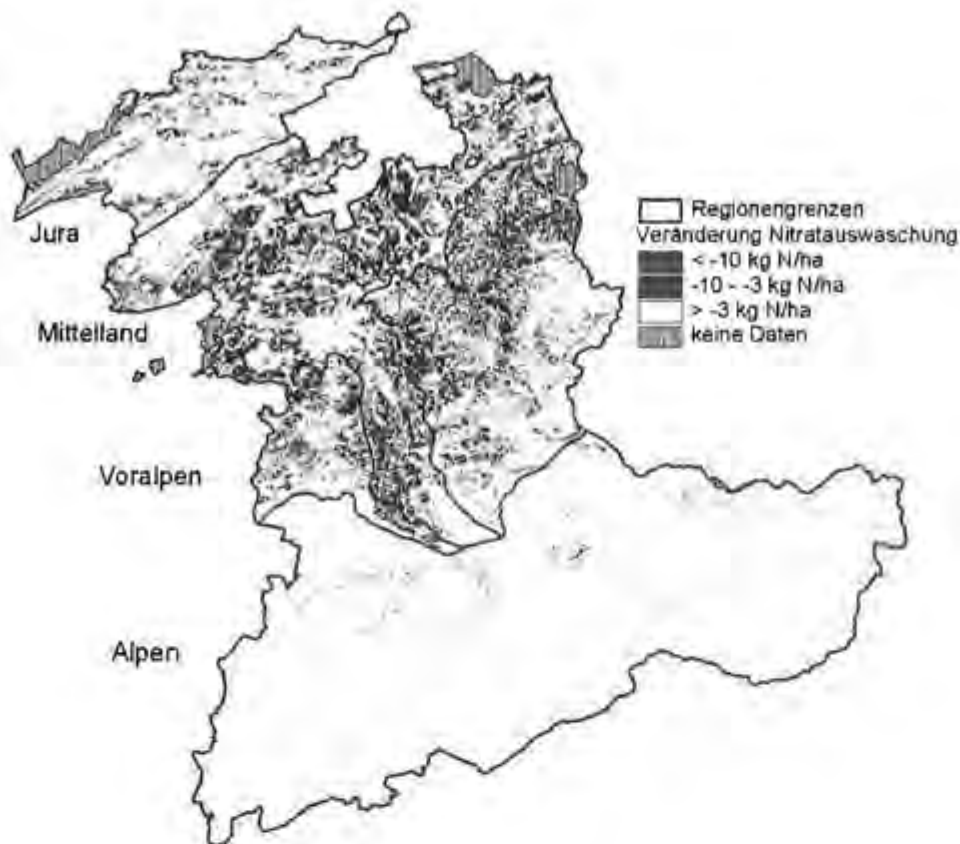 Jura
Mittelland
Voralpen
Alpen
Regionengrenzen
Veränderung Nitratauswaschung
< -10 kg N/ha
-10 - -3 kg N/ha
> -3 kg N/ha
keine Daten